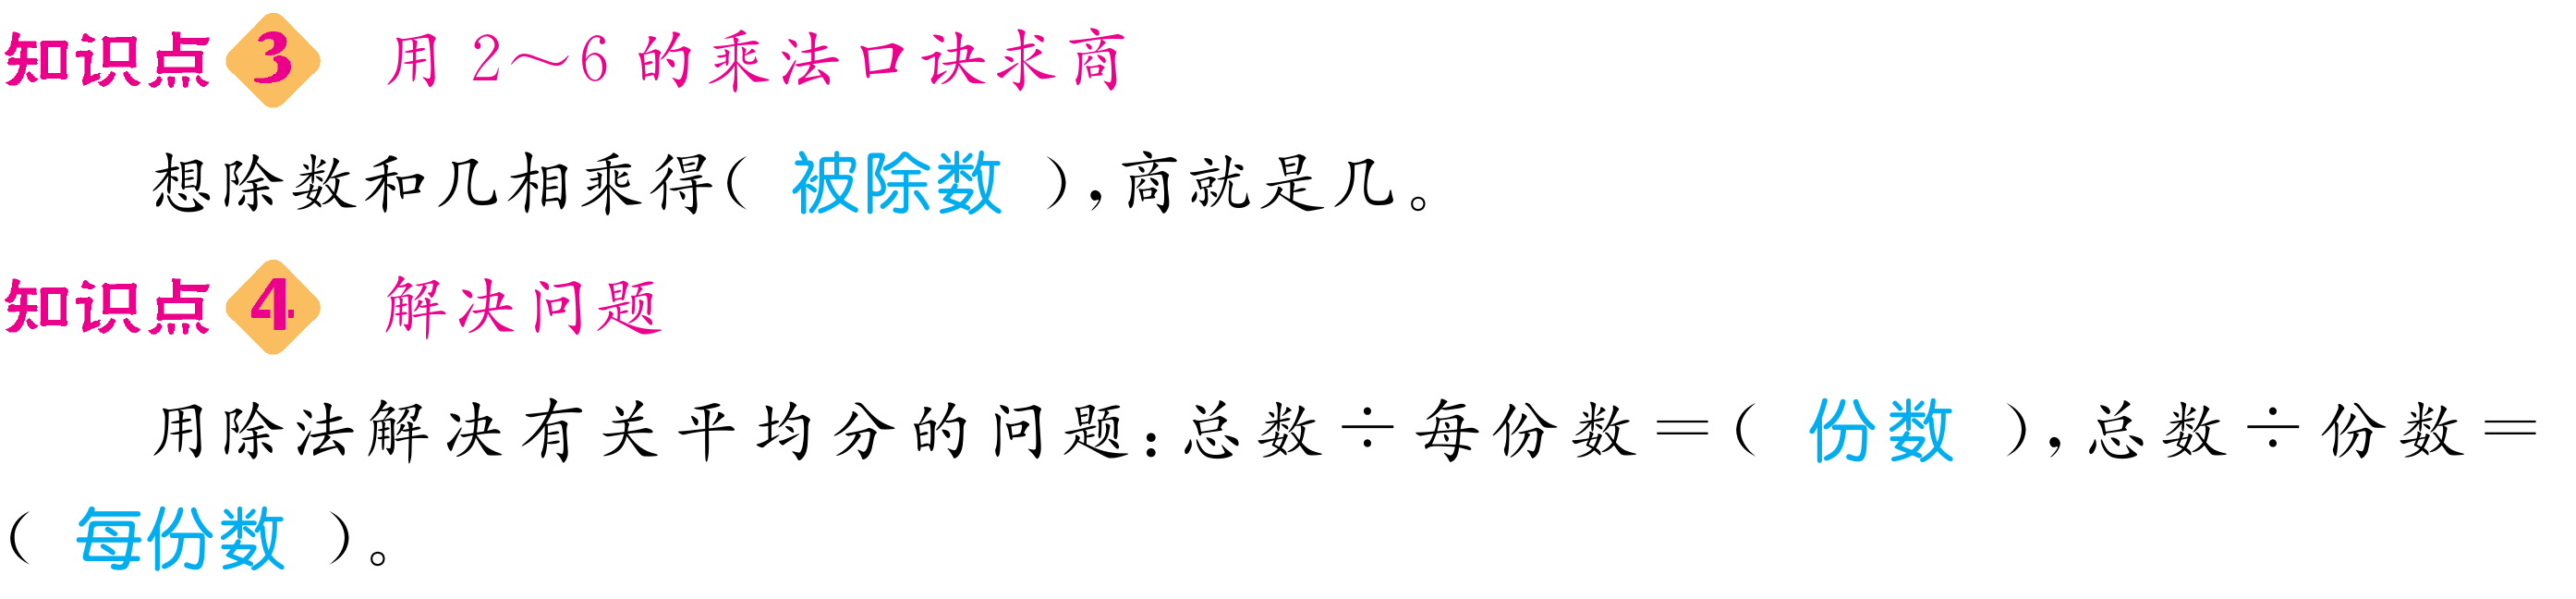 知识点3 用2～6的乘法口诀求商
想除数和几相乘得( 被除数 ),商就是几。
知识点4 解决问题
用除法解决有关平均分的问题:总数÷每份数=( 份数 ),总数÷份数=
( 每份数 )。